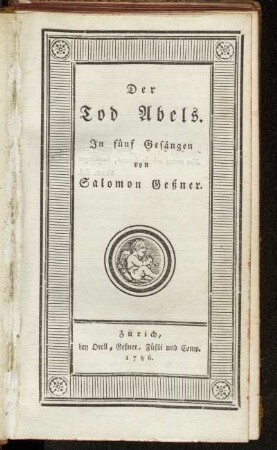 Der
Tod Abels.
In fünf Gesängen
von
Salomon Geßner.
Zürich,
bey Orell, Geßner, Füßli und Comp.
1786.